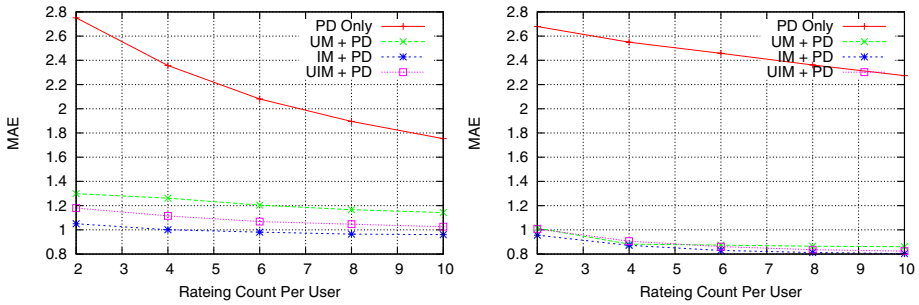 2.8
2.6
2.4
2.2
2
1.8
1.6
1.4
1.2
1
0.8
MAE
PD Only
UM + PD
IM + PD
UIM + PD
2 3 4 5 6 7 8 9 10
Rateing Count Per User
2.8
2.6
2.4
2.2
2
1.8
1.6
1.4
1.2
1
0.8
MAE
PD Only
UM + PD
IM + PD
UIM + PD
2 3 4 5 6 7 8 9 10
Rateing Count Per User